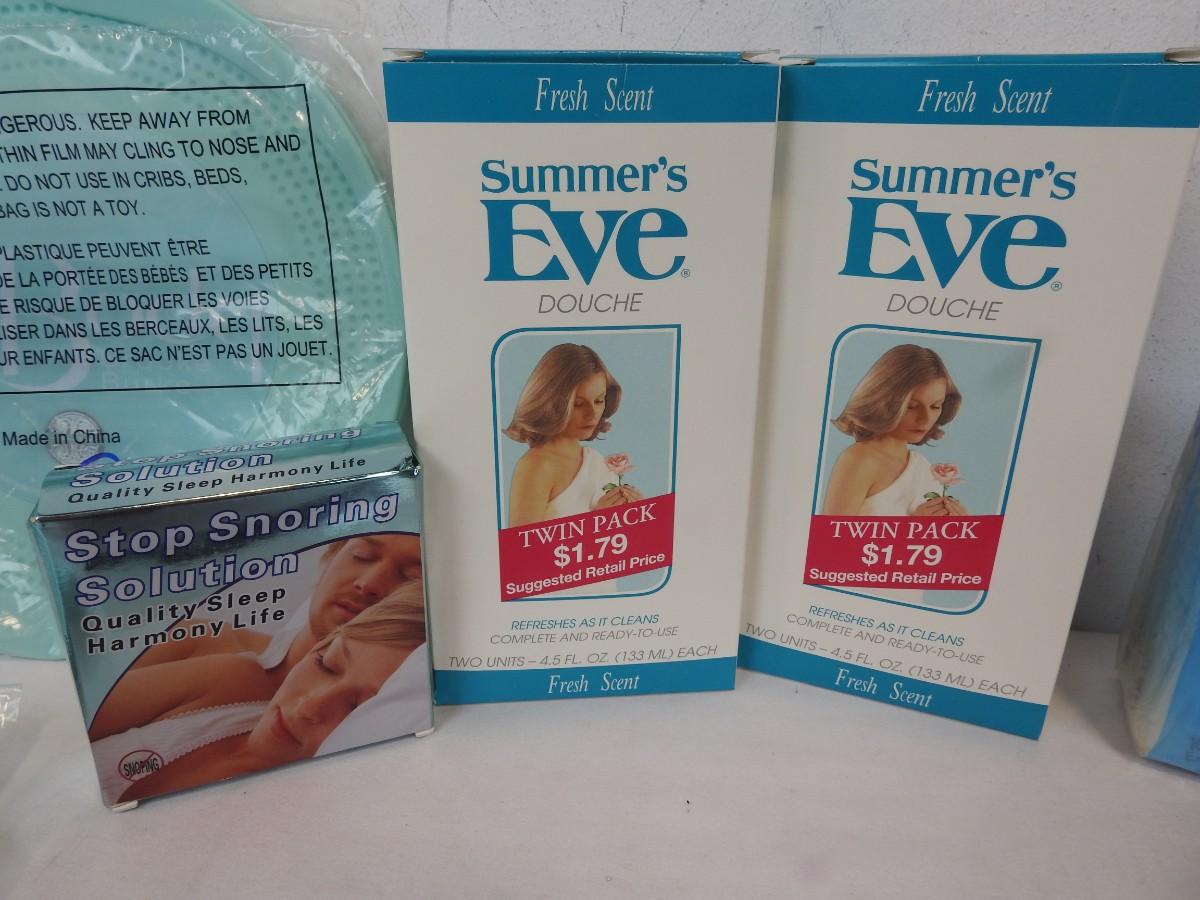 GEROUS. KEEP AWAY FROM
THIN FILM MAY CLING TO NOSE AND
DO NOT USE IN CRIBS, BEDS,
BAG IS NOT A TOY.
PLASTIQUE PEUVENT ÊTRE
DE LA PORTÉE DES BÉBÉS ET DES PETITS
E RISQUE DE BLOQUER LES VOIES
LISER DANS LES BERCEAUX, LES LITS, LES
UR ENFANTS. CE SAC N'EST PAS UN JOUET.
Made in China
Stop Snoring
Solution
Quality Sleep Harmony Life
Stop Snoring
Solution
Quality Sleep
Harmony Life
SNOPING
Fresh Scent
Summer's
Eve®
DOUCHE
TWIN PACK
$1.79
Suggested Retail Price
REFRESHES AS IT CLEANS
COMPLETE AND READY-TO-USE
TWO UNITS – 4.5 FL. OZ. (133 ML) EACH
Fresh Scent
Fresh Scent
Summer's
Eve®
DOUCHE
TWIN PACK
$1.79
Suggested Retail Price
REFRESHES AS IT CLEANS
COMPLETE AND READY-TO-USE
TWO UNITS – 4.5 FL. OZ. (133 ML) EACH
Fresh Scent